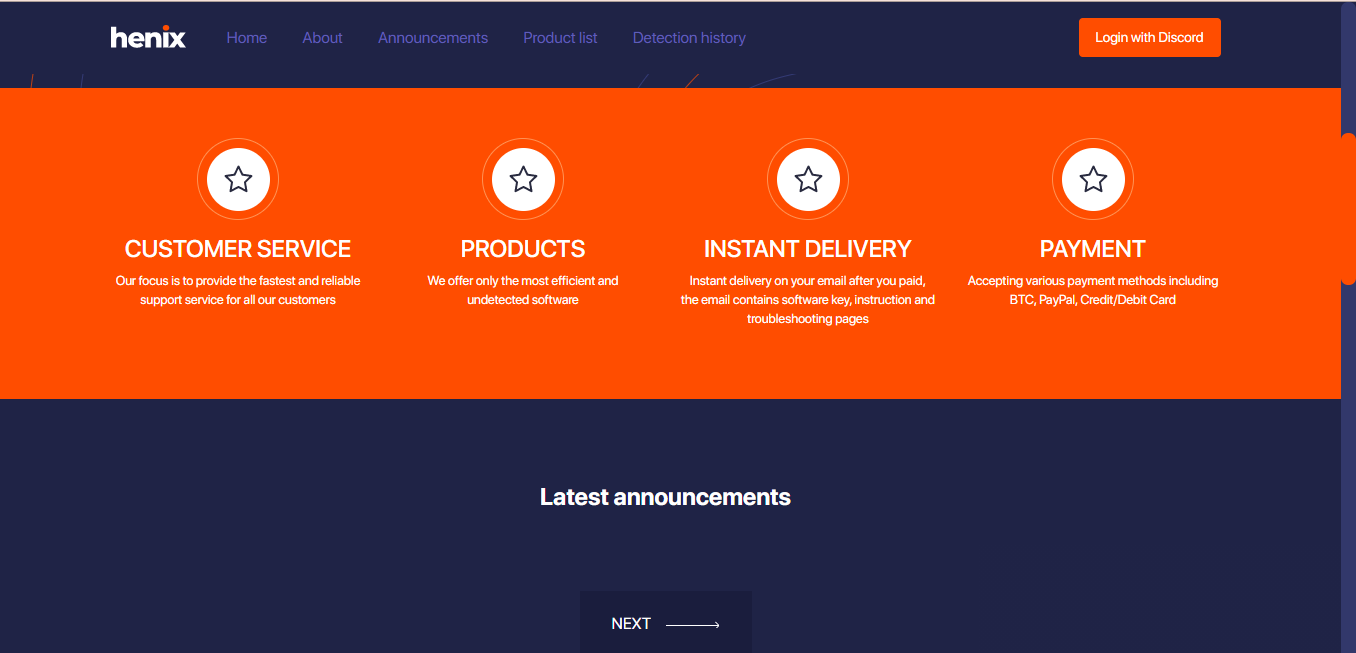 henix Home About Announcements Product list Detection history Login with Discord
CUSTOMER SERVICE
Our focus is to provide the fastest and reliable
support service for all our customers
PRODUCTS
We offer only the most efficient and
undetected software
INSTANT DELIVERY
Instant delivery on your email after you paid,
the email contains software key, instruction and
troubleshooting pages
PAYMENT
Accepting various payment methods including
BTC, PayPal, Credit/Debit Card
Latest announcements
NEXT